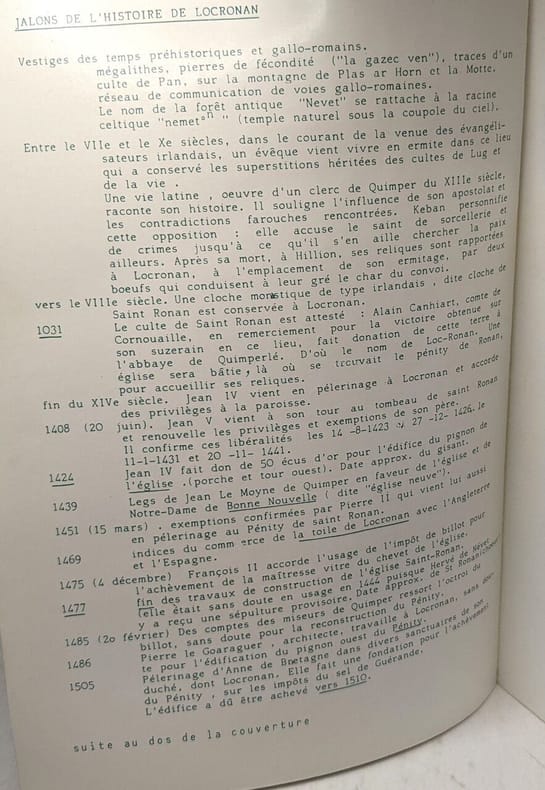 JALONS DE L'HISTOIRE DE LOCRONAN
Vestiges des temps préhistoriques et gallo-romains.
mégalithes, pierres de fécondité ("la gazec ven"), traces d'un
culte de Pan, sur la montagne de Plas ar Horn et la Motte.
réseau de communication de voies gallo-romaines.
Le nom de la forêt antique "Nevet" se rattache à la racine
celtique "nemeton" (temple naturel sous la coupole du ciel).
Entre le VIIe et le Xe siècles, dans le courant de la venue des évangéli-
sateurs irlandais, un évêque vient vivre en ermite dans ce lieu
qui a conservé les superstitions héritées des cultes de Lug et
de la vie .
Une vie latine , oeuvre d'un clerc de Quimper du XIIIe siècle,
raconte son histoire. Il souligne l'influence de son apostolat et
les contradictions farouches rencontrées. Keban personnifie
cette opposition : elle accuse le saint de sorcellerie et
de crimes jusqu'à ce qu'il s'en aille chercher la paix
ailleurs. Après sa mort, à Hillion, ses reliques sont rapportées
à Locronan, à l'emplacement de son ermitage, par deux
boeufs qui conduisent à leur gré le char du convoi.
vers le VIIIe siècle. Une cloche monastique de type irlandais , dite cloche de
Saint Ronan est conservée à Locronan.
1031 Le culte de Saint Ronan est attesté : Alain Canhiart, comte de
Cornouaille, en remerciement pour la victoire obtenue sur
son suzerain en ce lieu, fait donation de cette terre à
l'abbaye de Quimperlé. D'où le nom de Loc-Ronan. Une
église sera bâtie, là où se trouvait le pénity de Ronan,
pour accueillir ses reliques.
fin du XIVe siècle. Jean IV vient en pélerinage à Locronan et accorde
des privilèges à la paroisse.
1408 (20 juin). Jean V vient à son tour au tombeau de saint Ronan
et renouvelle les privilèges et exemptions de son père.
Il confirme ces libéralités les 14 -8-1423 , 27 -12- 1426, le
11-1-1431 et 20 -11- 1441.
1424 Jean IV fait don de 50 écus d'or pour l'édifice du pignon de
l'église .(porche et tour ouest). Date approx. du gisant.
1439 Legs de Jean Le Moyne de Quimper en faveur de l'église et de
Notre-Dame de Bonne Nouvelle ( dite "église neuve").
1451 (15 mars) . exemptions confirmées par Pierre II qui vient lui aussi
en pélerinage au Pénity de saint Ronan.
1469 indices du commerce de la toile de Locronan avec l'Angleterre
et l'Espagne.
1475 (4 décembre) François II accorde l'usage de l'impôt de billot pour
l'achèvement de la maîtresse vitre du chevet de l'église.
1477 fin des travaux de construction de l'église Saint-Ronan.
(elle était sans doute en usage en 1444 puisque Hervé de Névet
y a reçu une sépulture provisoire. Date approx. de St Ronan
1485 (20 février) Des comptes des miseurs de Quimper ressort l'octroi du
billot, sans doute pour la reconstruction du Pénity.
1486 Pierre le Goaraguer , architecte, travaille à Locronan, sans dou-
te pour l'édification du pignon ouest du Pénity.
1505 Pélerinage d'Anne de Bretagne dans divers sanctuaires de son
duché, dont Locronan. Elle fait une fondation pour l'achèvement
du Pénity , sur les impôts du sel de Guérande.
L'édifice a dû être achevé vers 1510.
suite au dos de la couverture